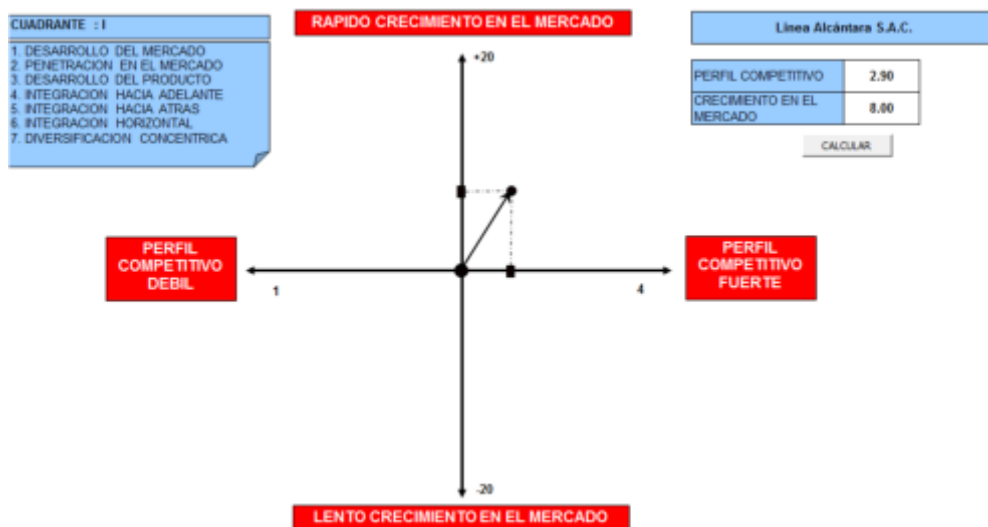 CUADRANTE : I
1. DESARROLLO DEL MERCADO
2. PENETRACION EN EL MERCADO
3. DESARROLLO DEL PRODUCTO
4. INTEGRACION HACIA ADELANTE
5. INTEGRACION HACIA ATRAS
6. INTEGRACION HORIZONTAL
7. DIVERSIFICACION CONCENTRICA
RAPIDO CRECIMIENTO EN EL MERCADO
+20
Linea Alcántara S.A.C.
PERFIL COMPETITIVO 2.90
CRECIMIENTO EN EL
MERCADO 8.00
CALCULAR
PERFIL
COMPETITIVO
DEBIL
1
4
PERFIL
COMPETITIVO
FUERTE
-20
LENTO CRECIMIENTO EN EL MERCADO